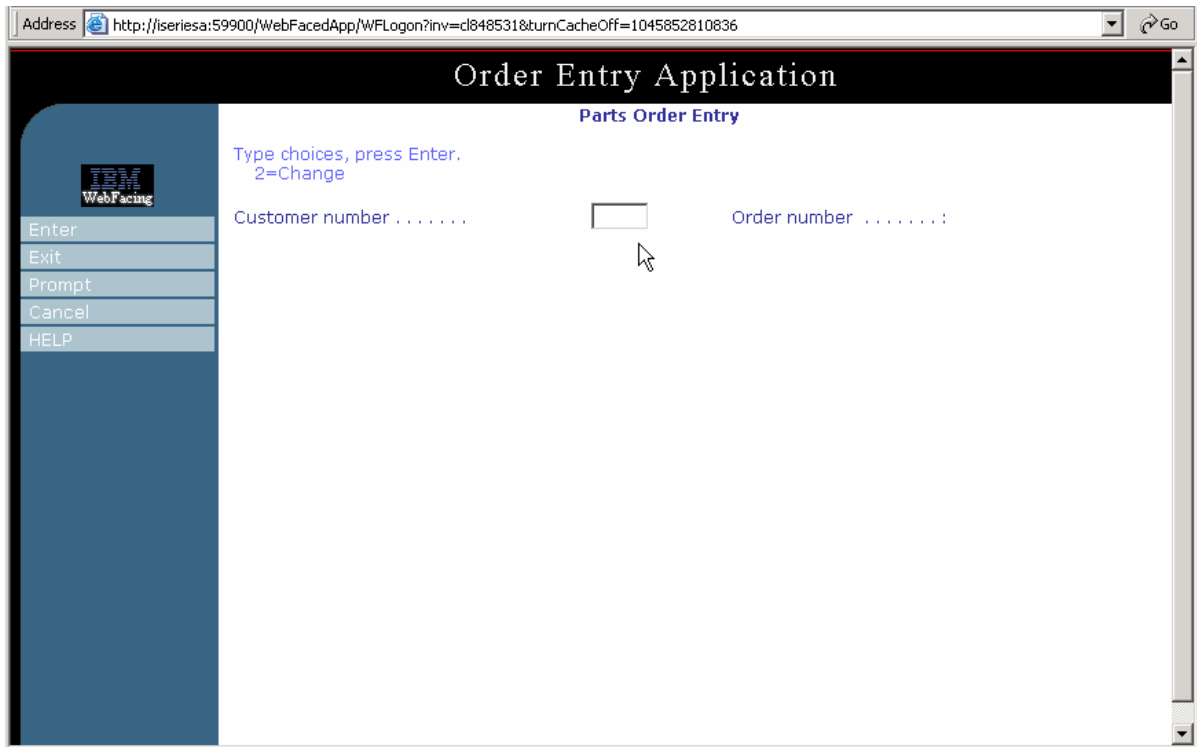 Address http://iseriesa:59900/WebFacedApp/WFLogon?inv=cl848531&turnCacheOff=1045852810836 Go
Order Entry Application
Parts Order Entry
Type choices, press Enter.
2=Change
Customer number . . . . . . . Order number . . . . . . . :
IBM
WebFacing
Enter
Exit
Prompt
Cancel
HELP